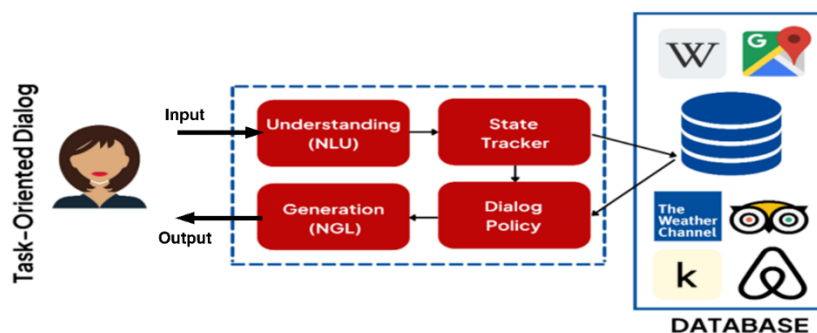 Task-Oriented Dialog
Input
Understanding
(NLU)
State
Tracker
Output
Generation
(NGL)
Dialog
Policy
W
G
The
Weather
Channel
k
DATABASE